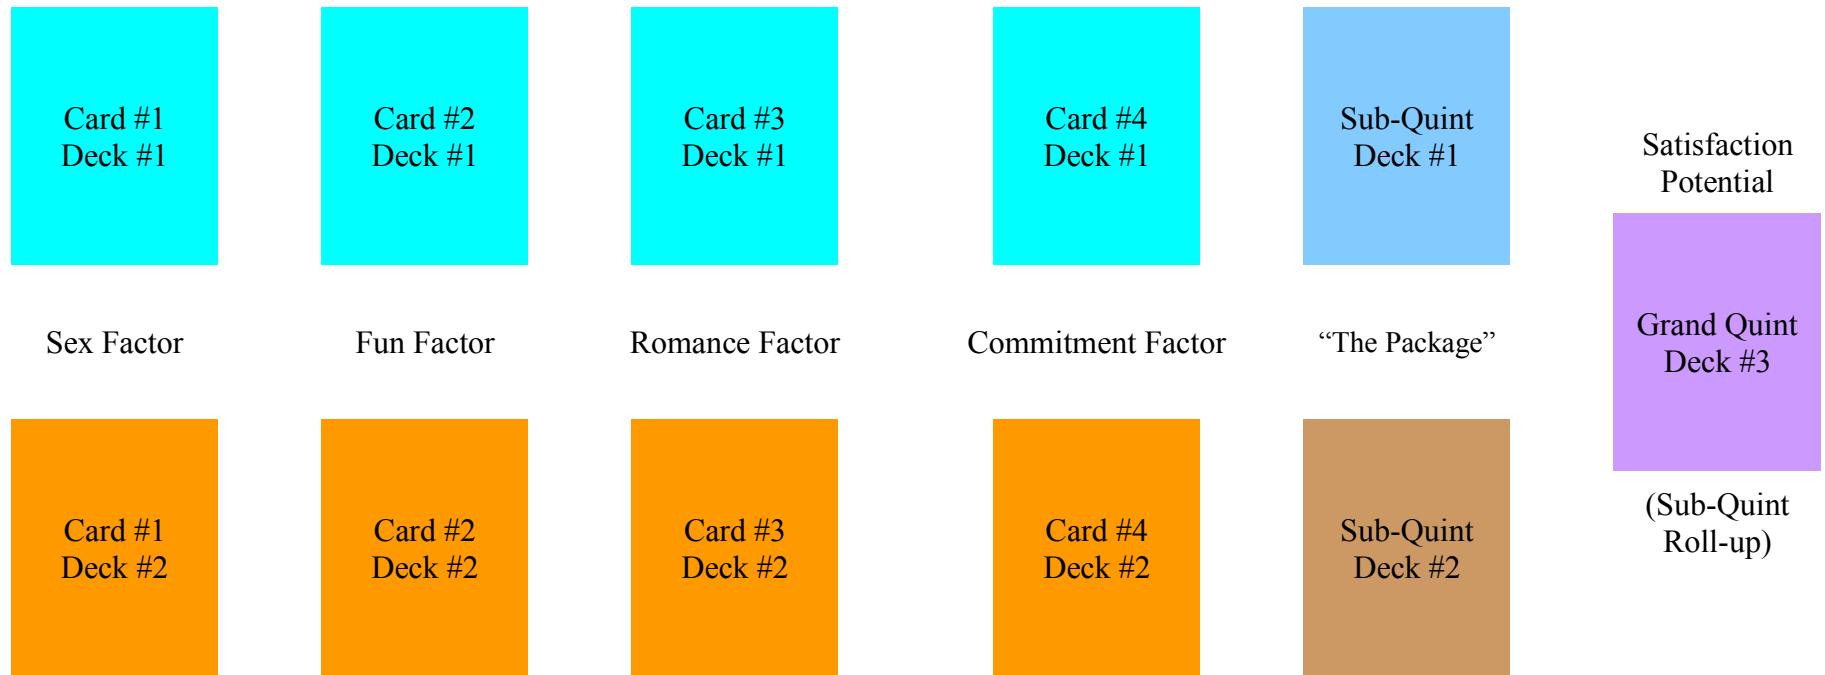 Card #1
Deck #1
Card #2
Deck #1
Card #3
Deck #1
Card #4
Deck #1
Sub-Quint
Deck #1
Satisfaction
Potential
Sex Factor
Fun Factor
Romance Factor
Commitment Factor
“The Package”
Grand Quint
Deck #3
Card #1
Deck #2
Card #2
Deck #2
Card #3
Deck #2
Card #4
Deck #2
Sub-Quint
Deck #2
(Sub-Quint
Roll-up)